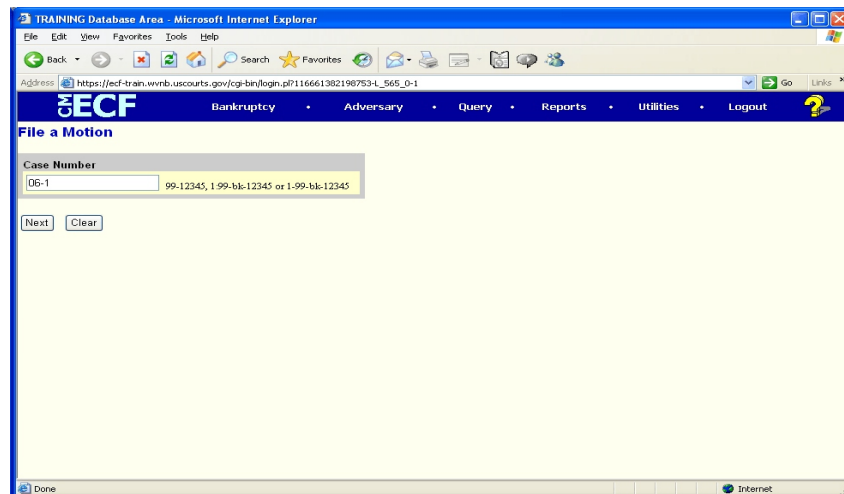 TRAINING Database Area - Microsoft Internet Explorer
File Edit View Favorites Tools Help
Back Search Favorites
Address https://ecf-train.wvnb.uscourts.gov/cgi-bin/login.pl?116661382198753-L_565_0-1 Go Links »
CM ECF Bankruptcy • Adversary • Query • Reports • Utilities • Logout ?
File a Motion
Case Number
06-1 99-12345, 1:99-bk-12345 or 1-99-bk-12345
Next Clear
Done Internet